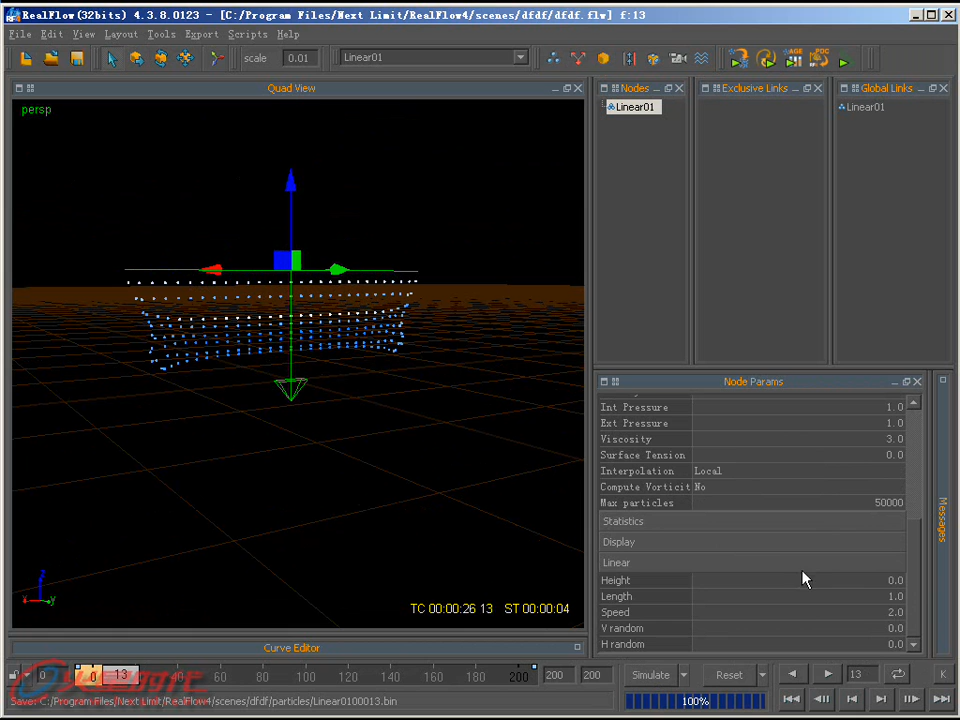 RealFlow(32bits) 4.3.8.0123 - [C:/Program Files/Next Limit/RealFlow4/scenes/dfdf/dfdf.flw] f:13
File Edit View Layout Tools Export Scripts Help
scale 0.01 Linear01
Quad View
Nodes
Exclusive Links
Global Links
persp
Linear01
Linear01
Node Params
Int Pressure 1.0
Ext Pressure 1.0
Viscosity 3.0
Surface Tension 0.0
Interpolation Local
Compute Vorticit No
Max particles 50000
Statistics
Display
Linear
Height 0.0
Length 1.0
Speed 2.0
V random 0.0
H random 0.0
Messages
z
x y
TC 00:00:26 13 ST 00:00:04
Curve Editor
0 0 13 40 60 80 100 120 140 160 180 200 200 200
Simulate Reset 13 K
火星时代
Save: C:/Program Files/Next Limit/RealFlow4/scenes/dfdf/particles/Linear0100013.bin
100%